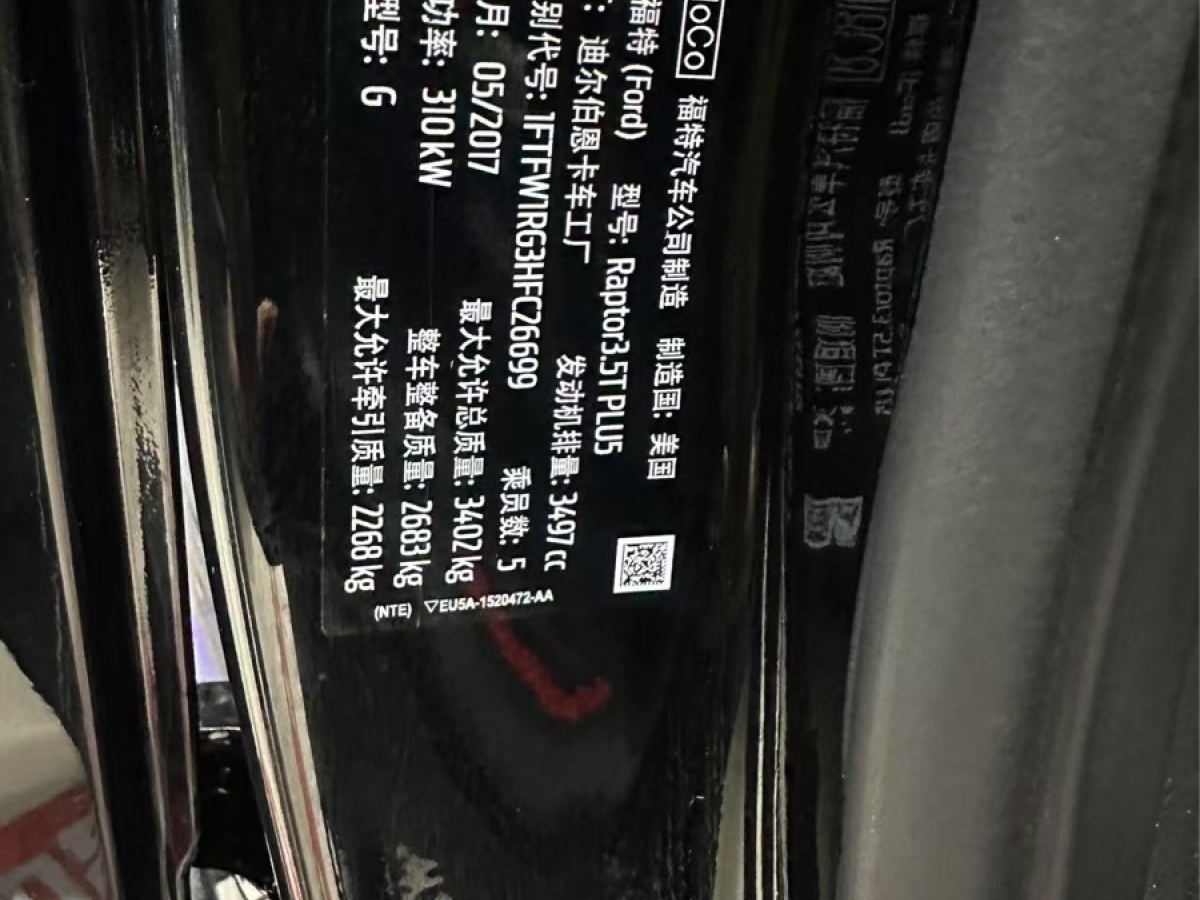 福特汽车公司制造 制造国: 美国
福特 (Ford) 型号: Raptor3.5T PLU5
: 迪尔伯恩卡车工厂 发动机排量: 3497 cc
别代号: 1FTFW1RG3HFC26699 乘员数: 5
月: 05/2017 最大允许总质量: 3402 kg
功率: 310 kW 整车整备质量: 2683 kg
型号: G 最大允许牵引质量: 2268 kg
(NTE) ▽EU5A-1520472-AA